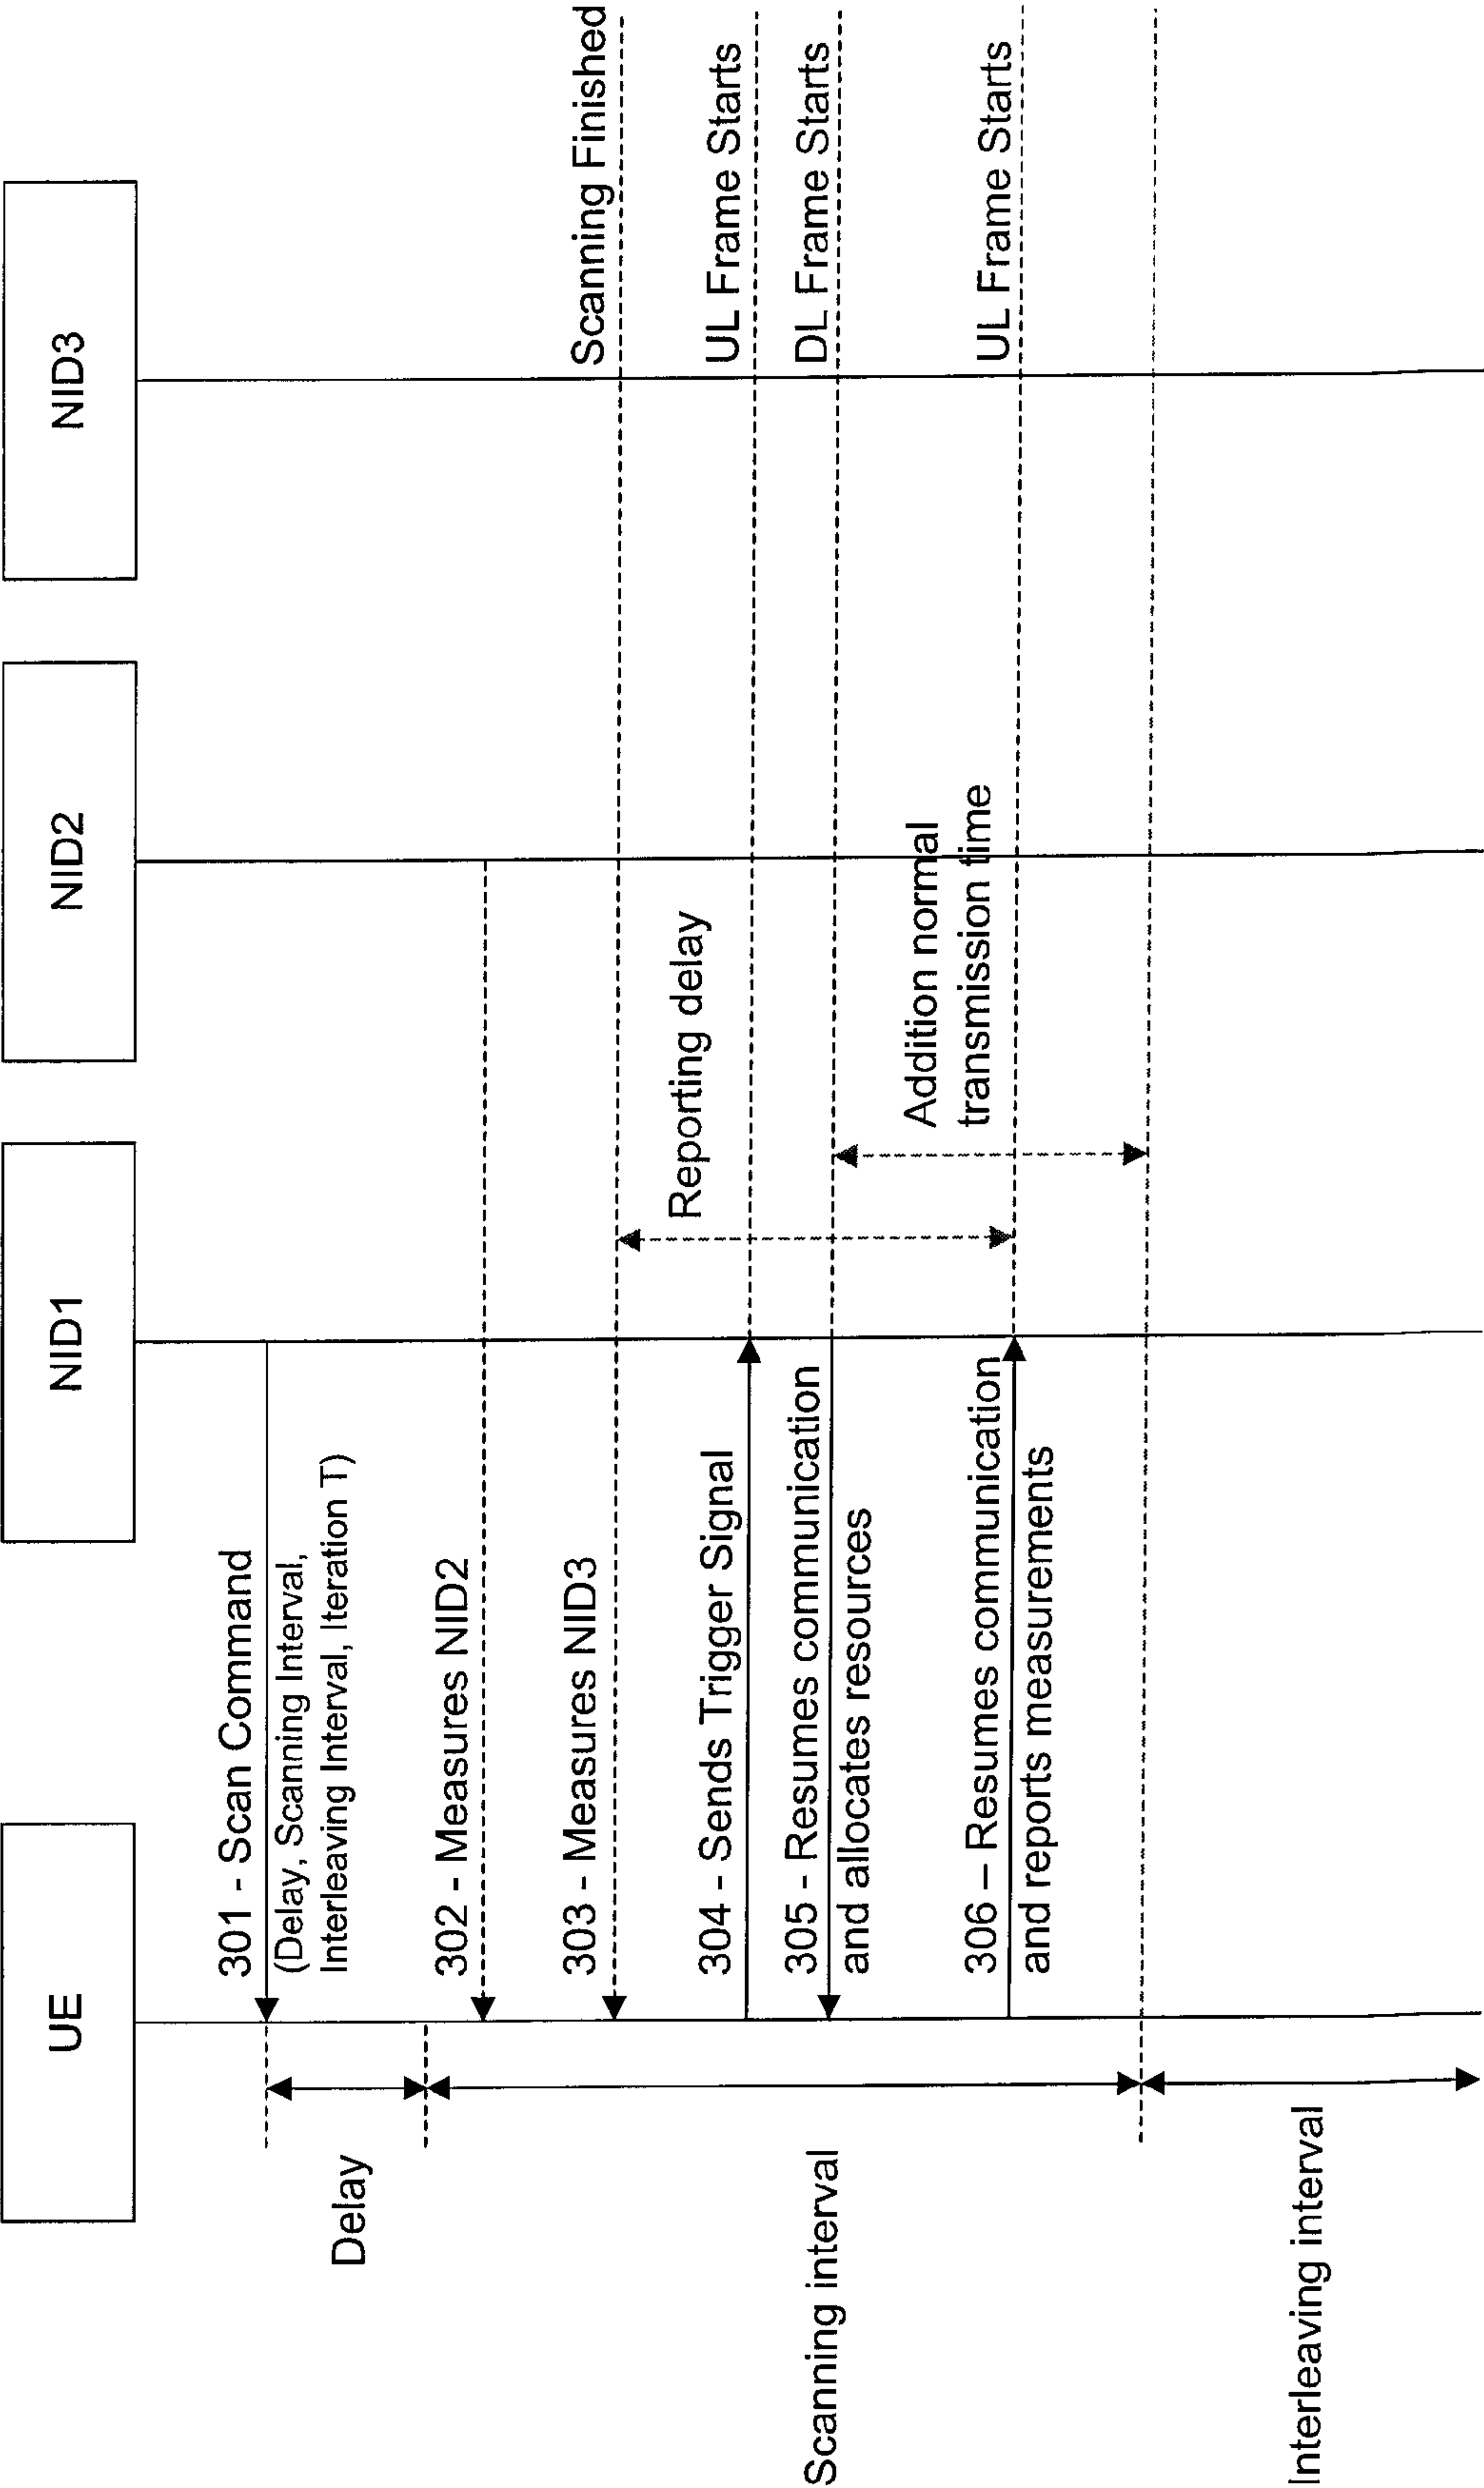 UE
NID1
NID2
NID3
301 - Scan Command
(Delay, Scanning Interval,
Interleaving Interval, Iteration T)
Delay
302 - Measures NID2
303 - Measures NID3
Scanning Finished
Reporting delay
304 - Sends Trigger Signal
UL Frame Starts
305 - Resumes communication
and allocates resources
DL Frame Starts
Scanning interval
Addition normal
transmission time
306 – Resumes communication
and reports measurements
UL Frame Starts
Interleaving interval